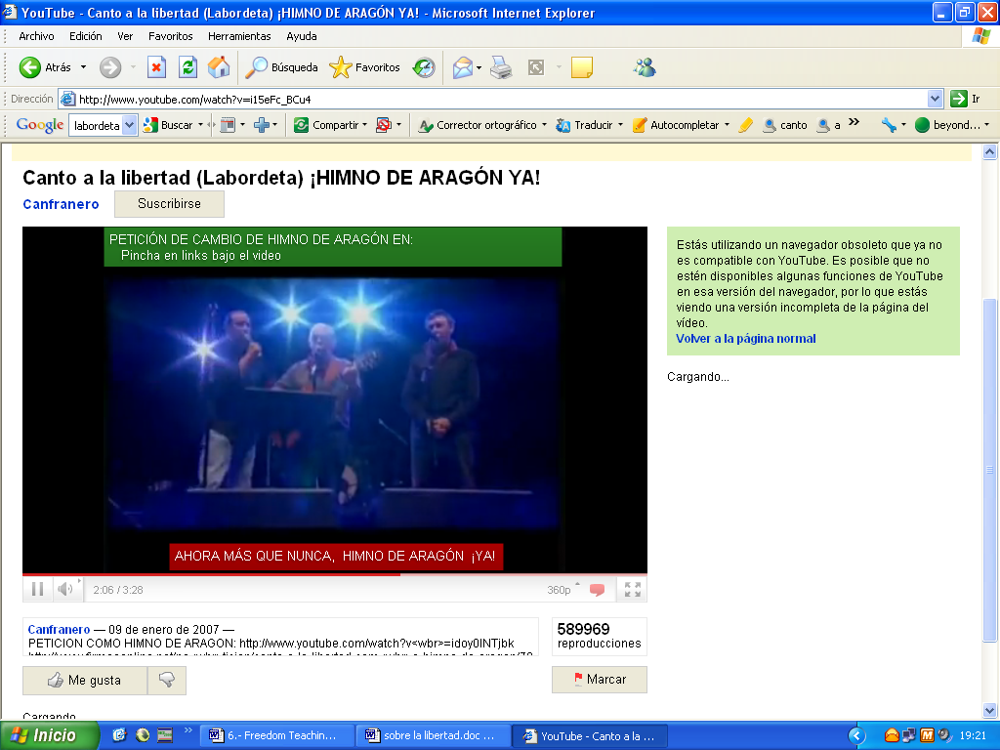 YouTube - Canto a la libertad (Labordeta) ¡HIMNO DE ARAGÓN YA! - Microsoft Internet Explorer
Archivo Edición Ver Favoritos Herramientas Ayuda
Atrás Búsqueda Favoritos
Dirección http://www.youtube.com/watch?v=i15eFc_BCu4 Ir
Google labordeta Buscar Compartir Corrector ortográfico Traducir Autocompletar canto a » beyond...
Canto a la libertad (Labordeta) ¡HIMNO DE ARAGÓN YA!
Canfranero Suscribirse
PETICIÓN DE CAMBIO DE HIMNO DE ARAGÓN EN:
Pincha en links bajo el video
AHORA MÁS QUE NUNCA, HIMNO DE ARAGÓN ¡YA!
2:06 / 3:28 360p
Estás utilizando un navegador obsoleto que ya no
es compatible con YouTube. Es posible que no
estén disponibles algunas funciones de YouTube
en esa versión del navegador, por lo que estás
viendo una versión incompleta de la página del
vídeo.
Volver a la página normal
Cargando...
Canfranero — 09 de enero de 2007 —
PETICION COMO HIMNO DE ARAGON: http://www.youtube.com/watch?v<wbr>=idoy0INTjbk
589969
reproducciones
Me gusta
Marcar
Cargando
Inicio » 6.- Freedom Teachin... sobre la libertad.doc ... YouTube - Canto a la ... 19:21